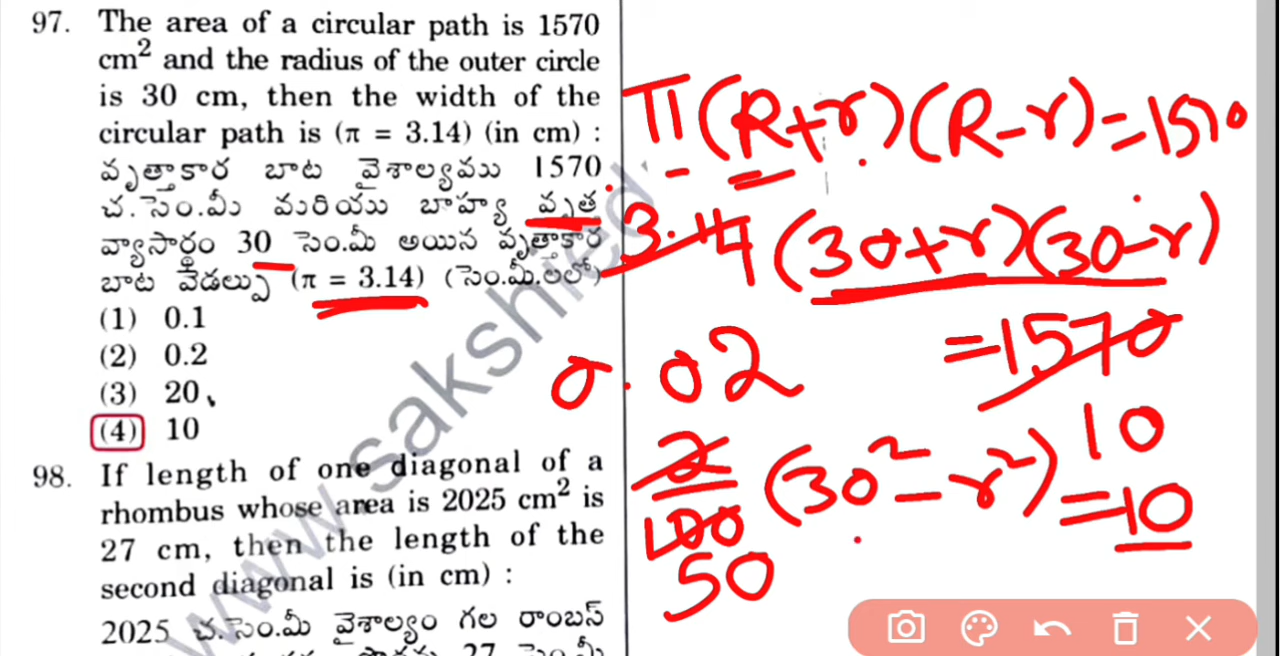 97. The area of a circular path is 1570
cm² and the radius of the outer circle
is 30 cm, then the width of the
circular path is (π = 3.14) (in cm) :
వృత్తాకార బాట వైశాల్యము 1570
చ.సెం.మీ మరియు బాహ్య వృత
వ్యాసార్థం 30 సెం.మీ అయిన వృత్తాకార
బాట వెడల్పు (π = 3.14) (సెం.మీ.లలో)
(1) 0.1
(2) 0.2
(3) 20
(4) 10
98. If length of one diagonal of a
rhombus whose area is 2025 cm² is
27 cm, then the length of the
second diagonal is (in cm) :
2025 చ.సెం.మీ వైశాల్యం గల రాంబస్
π(R+r)(R-r)=1570
3.14(30+r)(30-r)
=1570
0.02
10
2/100 (30²-r²)=10
50
www.sakshied